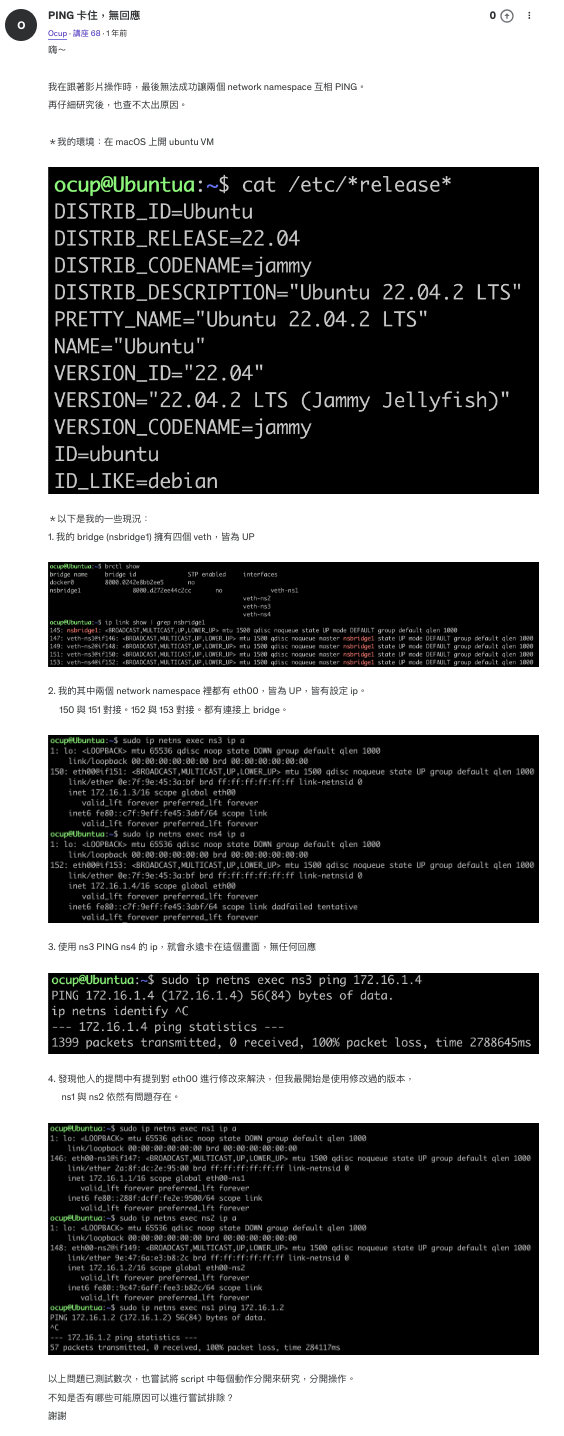 O
PING 卡住，無回應
0
Ocup · 講座 68 · 1 年前
嗨～
我在跟著影片操作時，最後無法成功讓兩個 network namespace 互相 PING。
再仔細研究後，也查不太出原因。
＊我的環境：在 macOS 上開 ubuntu VM
ocup@Ubuntua:~$ cat /etc/*release*
DISTRIB_ID=Ubuntu
DISTRIB_RELEASE=22.04
DISTRIB_CODENAME=jammy
DISTRIB_DESCRIPTION="Ubuntu 22.04.2 LTS"
PRETTY_NAME="Ubuntu 22.04.2 LTS"
NAME="Ubuntu"
VERSION_ID="22.04"
VERSION="22.04.2 LTS (Jammy Jellyfish)"
VERSION_CODENAME=jammy
ID=ubuntu
ID_LIKE=debian
＊以下是我的一些現況：
1. 我的 bridge (nsbridge1) 擁有四個 veth，皆為 UP
ocup@Ubuntua:~$ brctl show
bridge name bridge id STP enabled interfaces
docker0 8000.0242e8bb2ee5 no
nsbridge1 8000.d272ee44c2cc no veth-ns1
veth-ns2
veth-ns3
veth-ns4
ocup@Ubuntua:~$ ip link show | grep nsbridge1
145: nsbridge1: <BROADCAST,MULTICAST,UP,LOWER_UP> mtu 1500 qdisc noqueue state UP mode DEFAULT group default qlen 1000
147: veth-ns1@if146: <BROADCAST,MULTICAST,UP,LOWER_UP> mtu 1500 qdisc noqueue master nsbridge1 state UP mode DEFAULT group default qlen 1000
149: veth-ns2@if148: <BROADCAST,MULTICAST,UP,LOWER_UP> mtu 1500 qdisc noqueue master nsbridge1 state UP mode DEFAULT group default qlen 1000
151: veth-ns3@if150: <BROADCAST,MULTICAST,UP,LOWER_UP> mtu 1500 qdisc noqueue master nsbridge1 state UP mode DEFAULT group default qlen 1000
153: veth-ns4@if152: <BROADCAST,MULTICAST,UP,LOWER_UP> mtu 1500 qdisc noqueue master nsbridge1 state UP mode DEFAULT group default qlen 1000
2. 我的其中兩個 network namespace 裡都有 eth00，皆為 UP，皆有設定 ip。
150 與 151 對接。152 與 153 對接。都有連接上 bridge。
ocup@Ubuntua:~$ sudo ip netns exec ns3 ip a
1: lo: <LOOPBACK> mtu 65536 qdisc noop state DOWN group default qlen 1000
link/loopback 00:00:00:00:00:00 brd 00:00:00:00:00:00
150: eth00@if151: <BROADCAST,MULTICAST,UP,LOWER_UP> mtu 1500 qdisc noqueue state UP group default qlen 1000
link/ether 0e:7f:9e:45:3a:bf brd ff:ff:ff:ff:ff:ff link-netnsid 0
inet 172.16.1.3/16 scope global eth00
valid_lft forever preferred_lft forever
inet6 fe80::c7f:9eff:fe45:3abf/64 scope link
valid_lft forever preferred_lft forever
ocup@Ubuntua:~$ sudo ip netns exec ns4 ip a
1: lo: <LOOPBACK> mtu 65536 qdisc noop state DOWN group default qlen 1000
link/loopback 00:00:00:00:00:00 brd 00:00:00:00:00:00
152: eth00@if153: <BROADCAST,MULTICAST,UP,LOWER_UP> mtu 1500 qdisc noqueue state UP group default qlen 1000
link/ether 0e:7f:9e:45:3a:bf brd ff:ff:ff:ff:ff:ff link-netnsid 0
inet 172.16.1.4/16 scope global eth00
valid_lft forever preferred_lft forever
inet6 fe80::c7f:9eff:fe45:3abf/64 scope link dadfailed tentative
valid_lft forever preferred_lft forever
3. 使用 ns3 PING ns4 的 ip，就會永遠卡在這個畫面，無任何回應
ocup@Ubuntua:~$ sudo ip netns exec ns3 ping 172.16.1.4
PING 172.16.1.4 (172.16.1.4) 56(84) bytes of data.
ip netns identify ^C
--- 172.16.1.4 ping statistics ---
1399 packets transmitted, 0 received, 100% packet loss, time 2788645ms
4. 發現他人的提問中有提到對 eth00 進行修改來解決，但我最開始是使用修改過的版本，
ns1 與 ns2 依然有問題存在。
ocup@Ubuntua:~$ sudo ip netns exec ns1 ip a
1: lo: <LOOPBACK> mtu 65536 qdisc noop state DOWN group default qlen 1000
link/loopback 00:00:00:00:00:00 brd 00:00:00:00:00:00
146: eth00-ns1@if147: <BROADCAST,MULTICAST,UP,LOWER_UP> mtu 1500 qdisc noqueue state UP group default qlen 1000
link/ether 2a:8f:dc:2e:95:00 brd ff:ff:ff:ff:ff:ff link-netnsid 0
inet 172.16.1.1/16 scope global eth00-ns1
valid_lft forever preferred_lft forever
inet6 fe80::288f:dcff:fe2e:9500/64 scope link
valid_lft forever preferred_lft forever
ocup@Ubuntua:~$ sudo ip netns exec ns2 ip a
1: lo: <LOOPBACK> mtu 65536 qdisc noop state DOWN group default qlen 1000
link/loopback 00:00:00:00:00:00 brd 00:00:00:00:00:00
148: eth00-ns2@if149: <BROADCAST,MULTICAST,UP,LOWER_UP> mtu 1500 qdisc noqueue state UP group default qlen 1000
link/ether 9e:47:6a:e3:b8:2c brd ff:ff:ff:ff:ff:ff link-netnsid 0
inet 172.16.1.2/16 scope global eth00-ns2
valid_lft forever preferred_lft forever
inet6 fe80::9c47:6aff:fee3:b82c/64 scope link
valid_lft forever preferred_lft forever
ocup@Ubuntua:~$ sudo ip netns exec ns1 ping 172.16.1.2
PING 172.16.1.2 (172.16.1.2) 56(84) bytes of data.
^C
--- 172.16.1.2 ping statistics ---
57 packets transmitted, 0 received, 100% packet loss, time 284117ms
以上問題已測試數次，也嘗試將 script 中每個動作分開來研究，分開操作。
不知是否有哪些可能原因可以進行嘗試排除？
謝謝